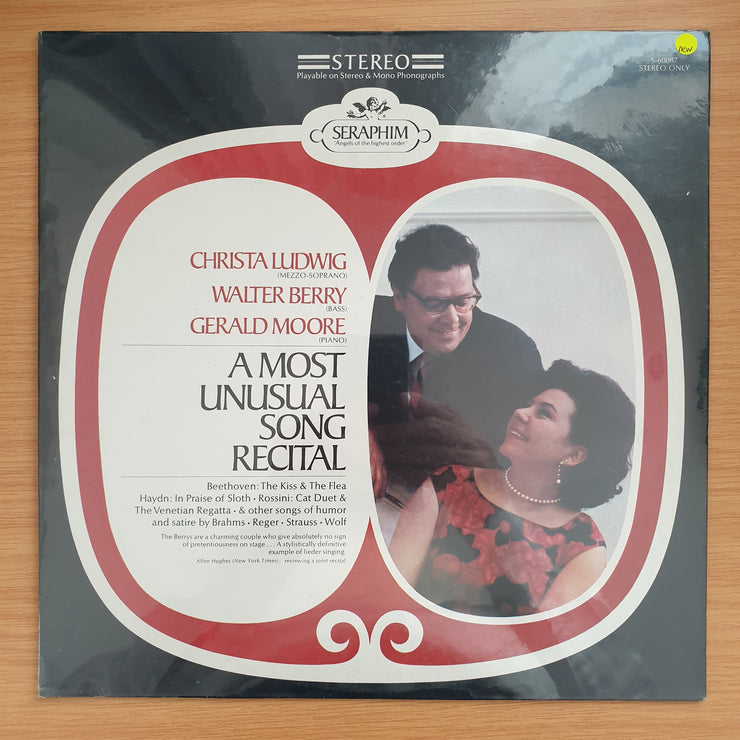 STEREO
Playable on Stereo & Mono Phonographs
new
S-60087
STEREO ONLY
SERAPHIM
"Angels of the highest order"
CHRISTA LUDWIG
(MEZZO-SOPRANO)
WALTER BERRY
(BASS)
GERALD MOORE
(PIANO)
A MOST
UNUSUAL
SONG
RECITAL
Beethoven: The Kiss & The Flea
Haydn: In Praise of Sloth • Rossini: Cat Duet &
The Venetian Regatta • & other songs of humor
and satire by Brahms • Reger • Strauss • Wolf
The Berrys are a charming couple who give absolutely no sign
of pretentiousness on stage . . . A stylistically definitive
example of lieder singing.
Allen Hughes (New York Times), reviewing a joint recital